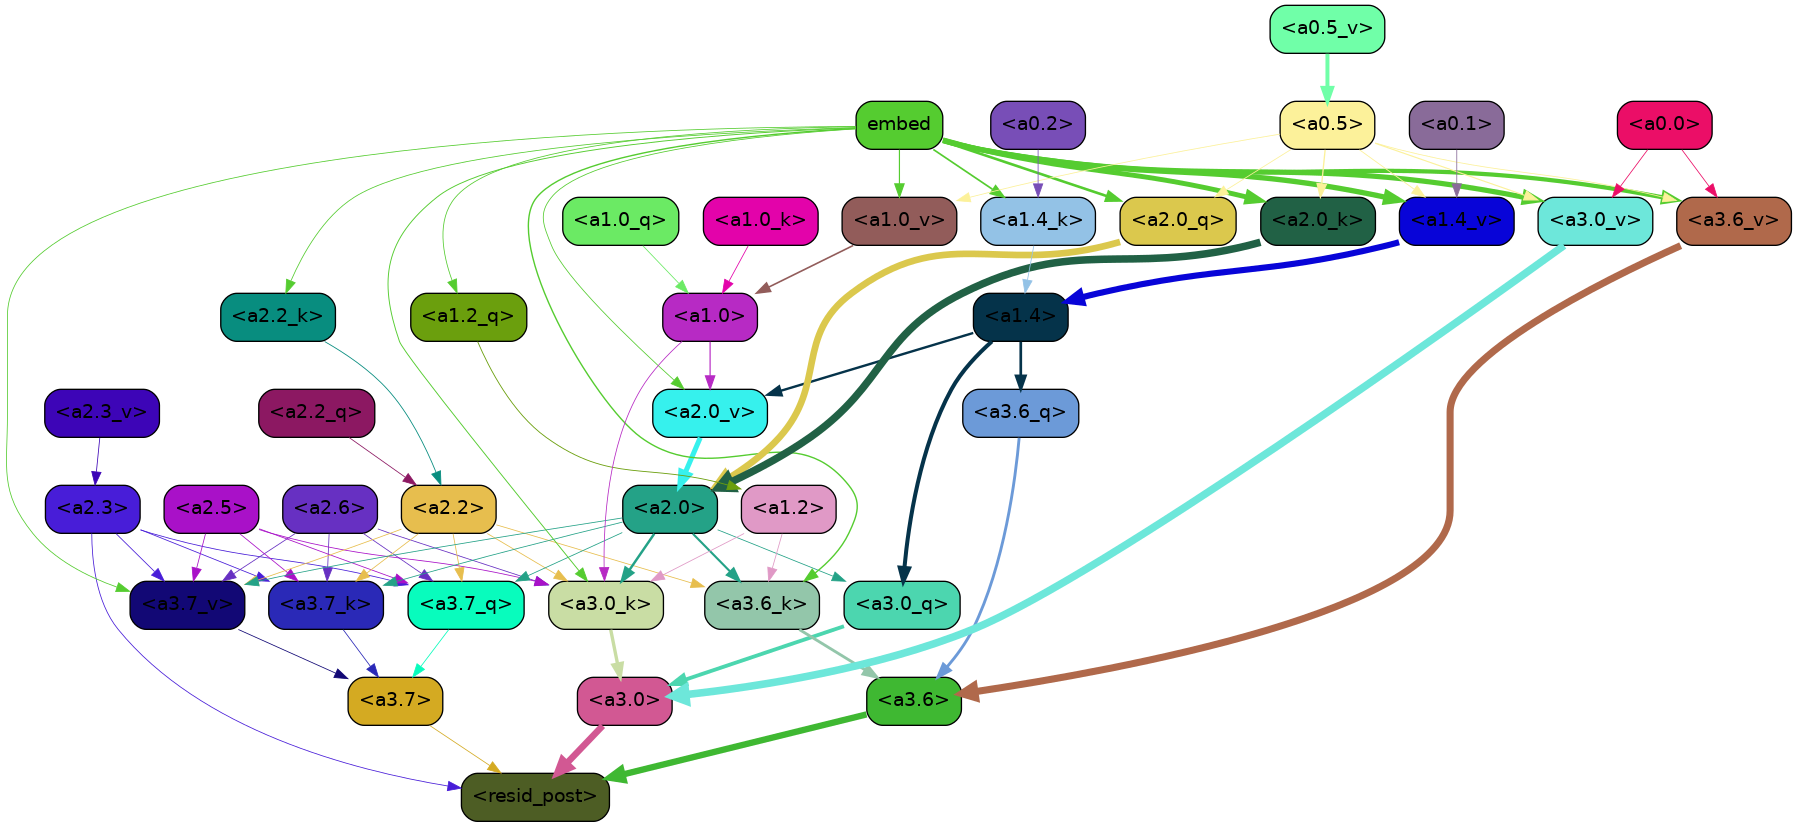 <a0.5_v>
embed
<a0.2>
<a0.5>
<a0.1>
<a0.0>
<a1.0_q>
<a1.0_k>
<a1.0_v>
<a1.4_k>
<a2.0_q>
<a2.0_k>
<a1.4_v>
<a3.0_v>
<a3.6_v>
<a2.2_k>
<a1.2_q>
<a1.0>
<a1.4>
<a2.3_v>
<a2.2_q>
<a2.0_v>
<a3.6_q>
<a2.3>
<a2.5>
<a2.6>
<a2.2>
<a2.0>
<a1.2>
<a3.7_v>
<a3.7_k>
<a3.7_q>
<a3.0_k>
<a3.6_k>
<a3.0_q>
<a3.7>
<a3.0>
<a3.6>
<resid_post>